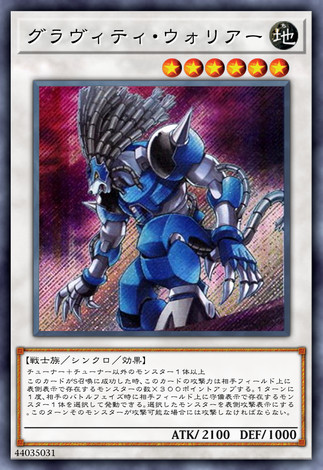 グラヴィティ・ウォリアー
地
【戦士族／シンクロ／効果】
チューナー＋チューナー以外のモンスター１体以上
このカードがS召喚に成功した時、このカードの攻撃力は相手フィールド上に
表側表示で存在するモンスターの数×３００ポイントアップする。１ターンに
１度、相手のバトルフェイズ時に相手フィールド上に守備表示で存在するモン
スター１体を選択して発動できる。選択したモンスターを表側攻撃表示にす
る。このターンそのモンスターが攻撃可能な場合には攻撃しなければならない。
ATK/ 2100 DEF/1000
44035031